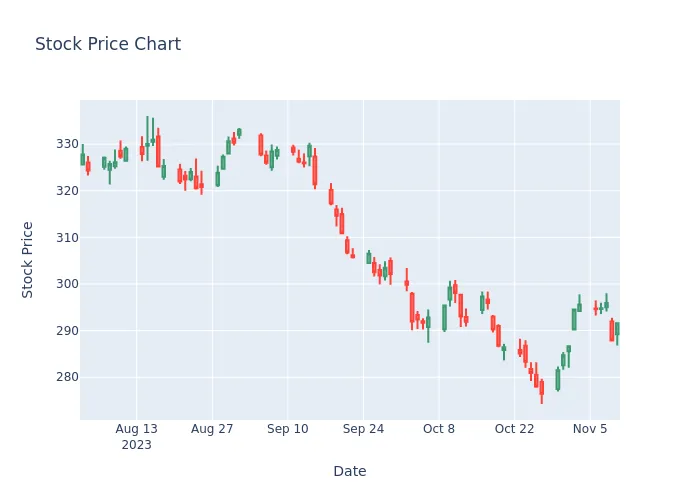 Stock Price Chart
330
320
310
300
290
280
Stock Price
Aug 13
2023
Aug 27
Sep 10
Sep 24
Oct 8
Oct 22
Nov 5
Date